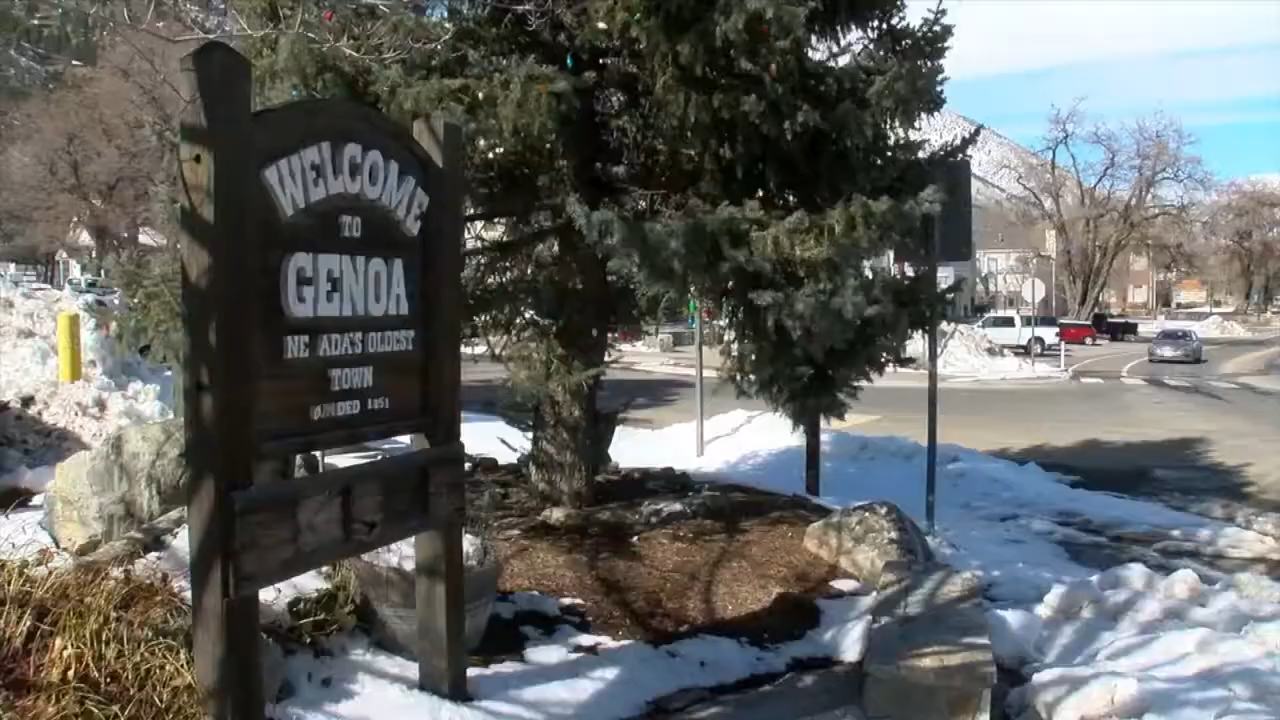 WELCOME
TO
GENOA
NE ADA'S OLDEST
TOWN
OUNDED 1851